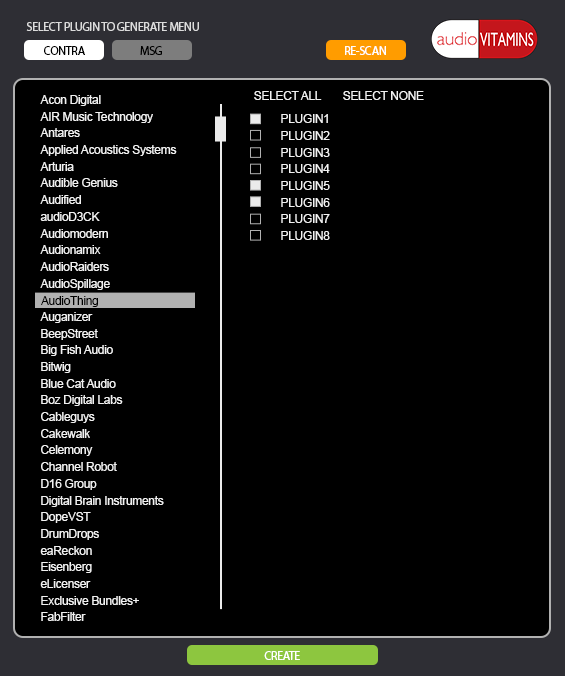 SELECT PLUGIN TO GENERATE MENU
CONTRA
MSG
RE-SCAN
audio VITAMINS
Acon Digital
AIR Music Technology
Antares
Applied Acoustics Systems
Arturia
Audible Genius
Audified
audioD3CK
Audiomodern
Audionamix
AudioRaiders
AudioSpillage
AudioThing
Auganizer
BeepStreet
Big Fish Audio
Bitwig
Blue Cat Audio
Boz Digital Labs
Cableguys
Cakewalk
Celemony
Channel Robot
D16 Group
Digital Brain Instruments
DopeVST
DrumDrops
eaReckon
Eisenberg
eLicenser
Exclusive Bundles+
FabFilter
SELECT ALL SELECT NONE
PLUGIN1
PLUGIN2
PLUGIN3
PLUGIN4
PLUGIN5
PLUGIN6
PLUGIN7
PLUGIN8
CREATE